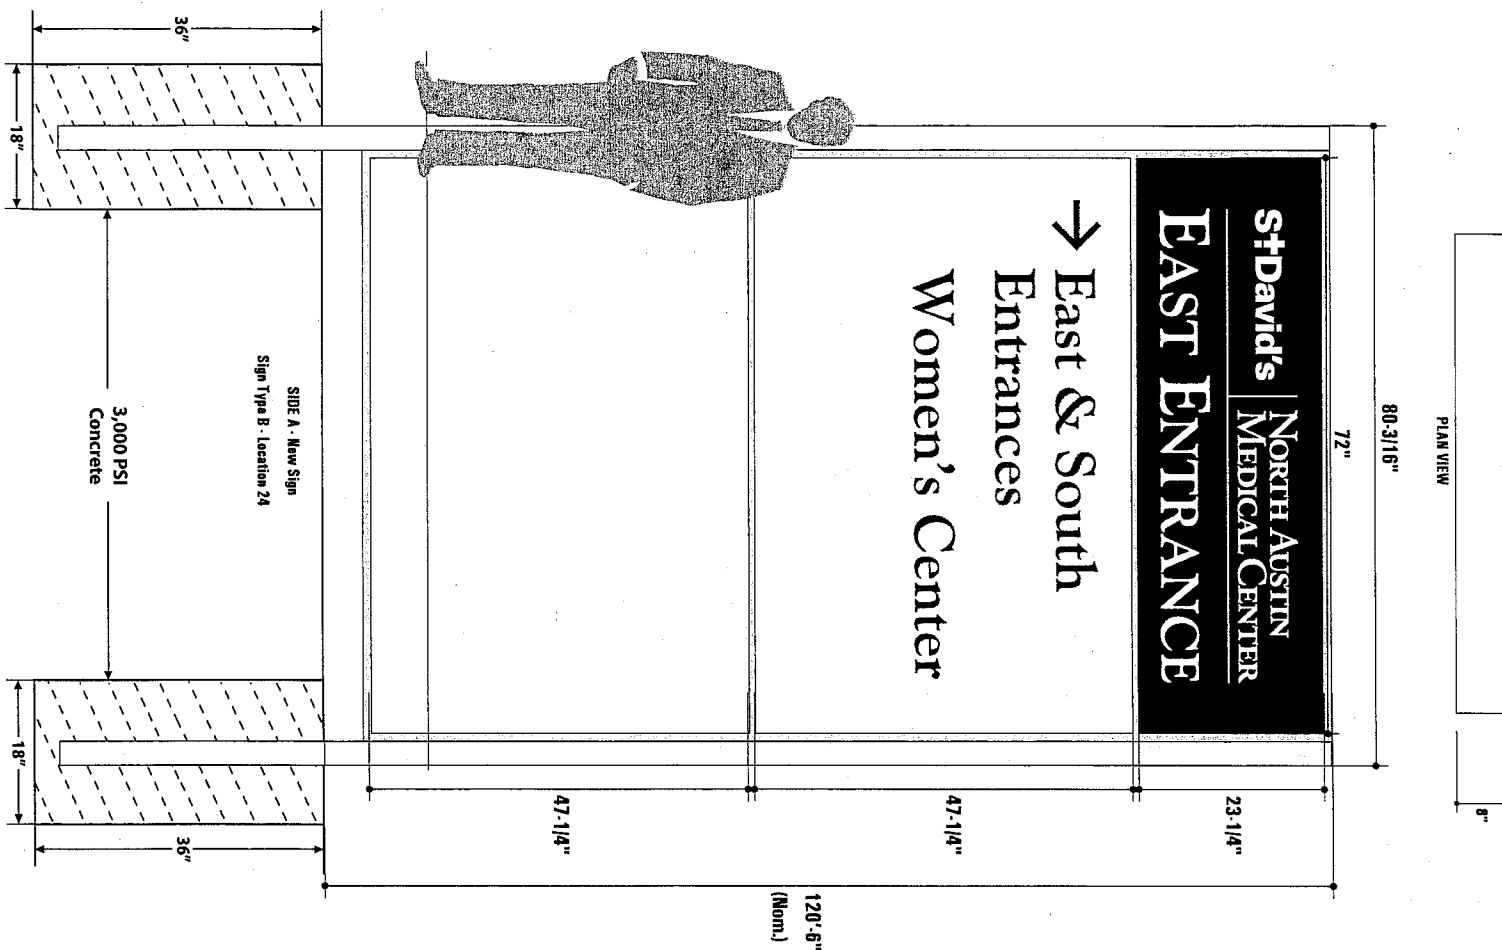 PLAN VIEW
8"
80-3/16"
72"
St David's
NORTH AUSTIN
MEDICAL CENTER
EAST ENTRANCE
23-1/4"
East & South
Entrances
Women's Center
47-1/4"
47-1/4"
120'-6"
(Nom.)
SIDE A - New Sign
Sign Type B - Location 24
36"
36"
3,000 PSI
Concrete
18"
18"